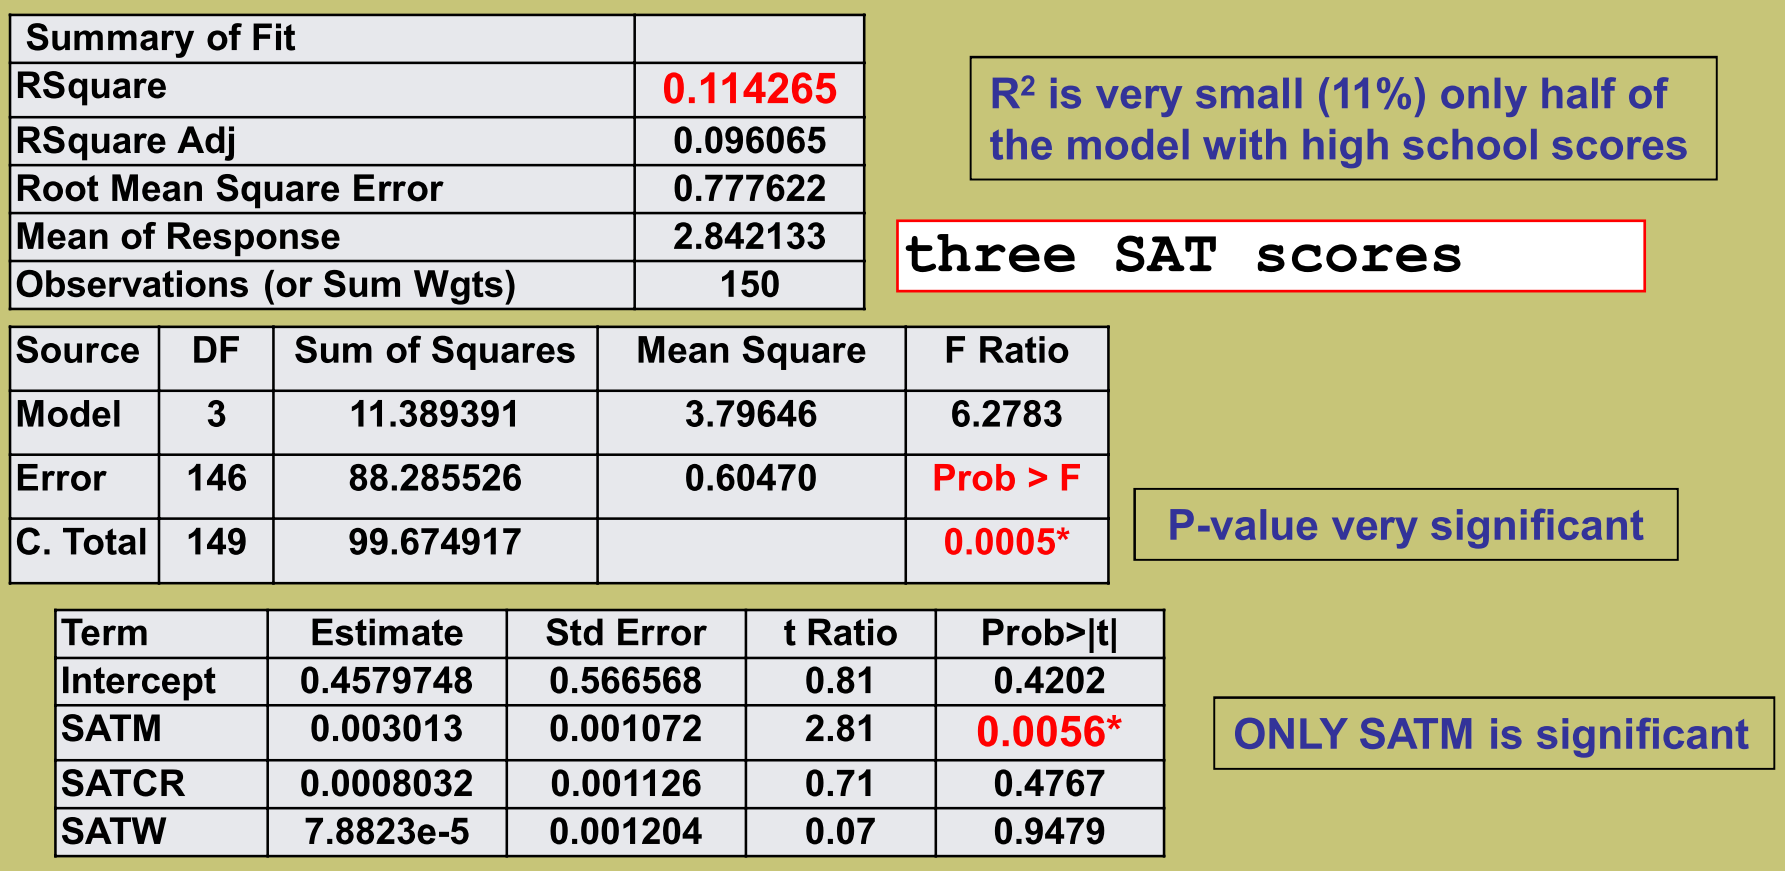 Summary of Fit
RSquare 0.114265
RSquare Adj 0.096065
Root Mean Square Error 0.777622
Mean of Response 2.842133
Observations (or Sum Wgts) 150
R² is very small (11%) only half of
the model with high school scores
three SAT scores
Source DF Sum of Squares Mean Square F Ratio
Model 3 11.389391 3.79646 6.2783
Error 146 88.285526 0.60470 Prob > F
C. Total 149 99.674917 0.0005*
P-value very significant
Term Estimate Std Error t Ratio Prob>|t|
Intercept 0.4579748 0.566568 0.81 0.4202
SATM 0.003013 0.001072 2.81 0.0056*
SATCR 0.0008032 0.001126 0.71 0.4767
SATW 7.8823e-5 0.001204 0.07 0.9479
ONLY SATM is significant